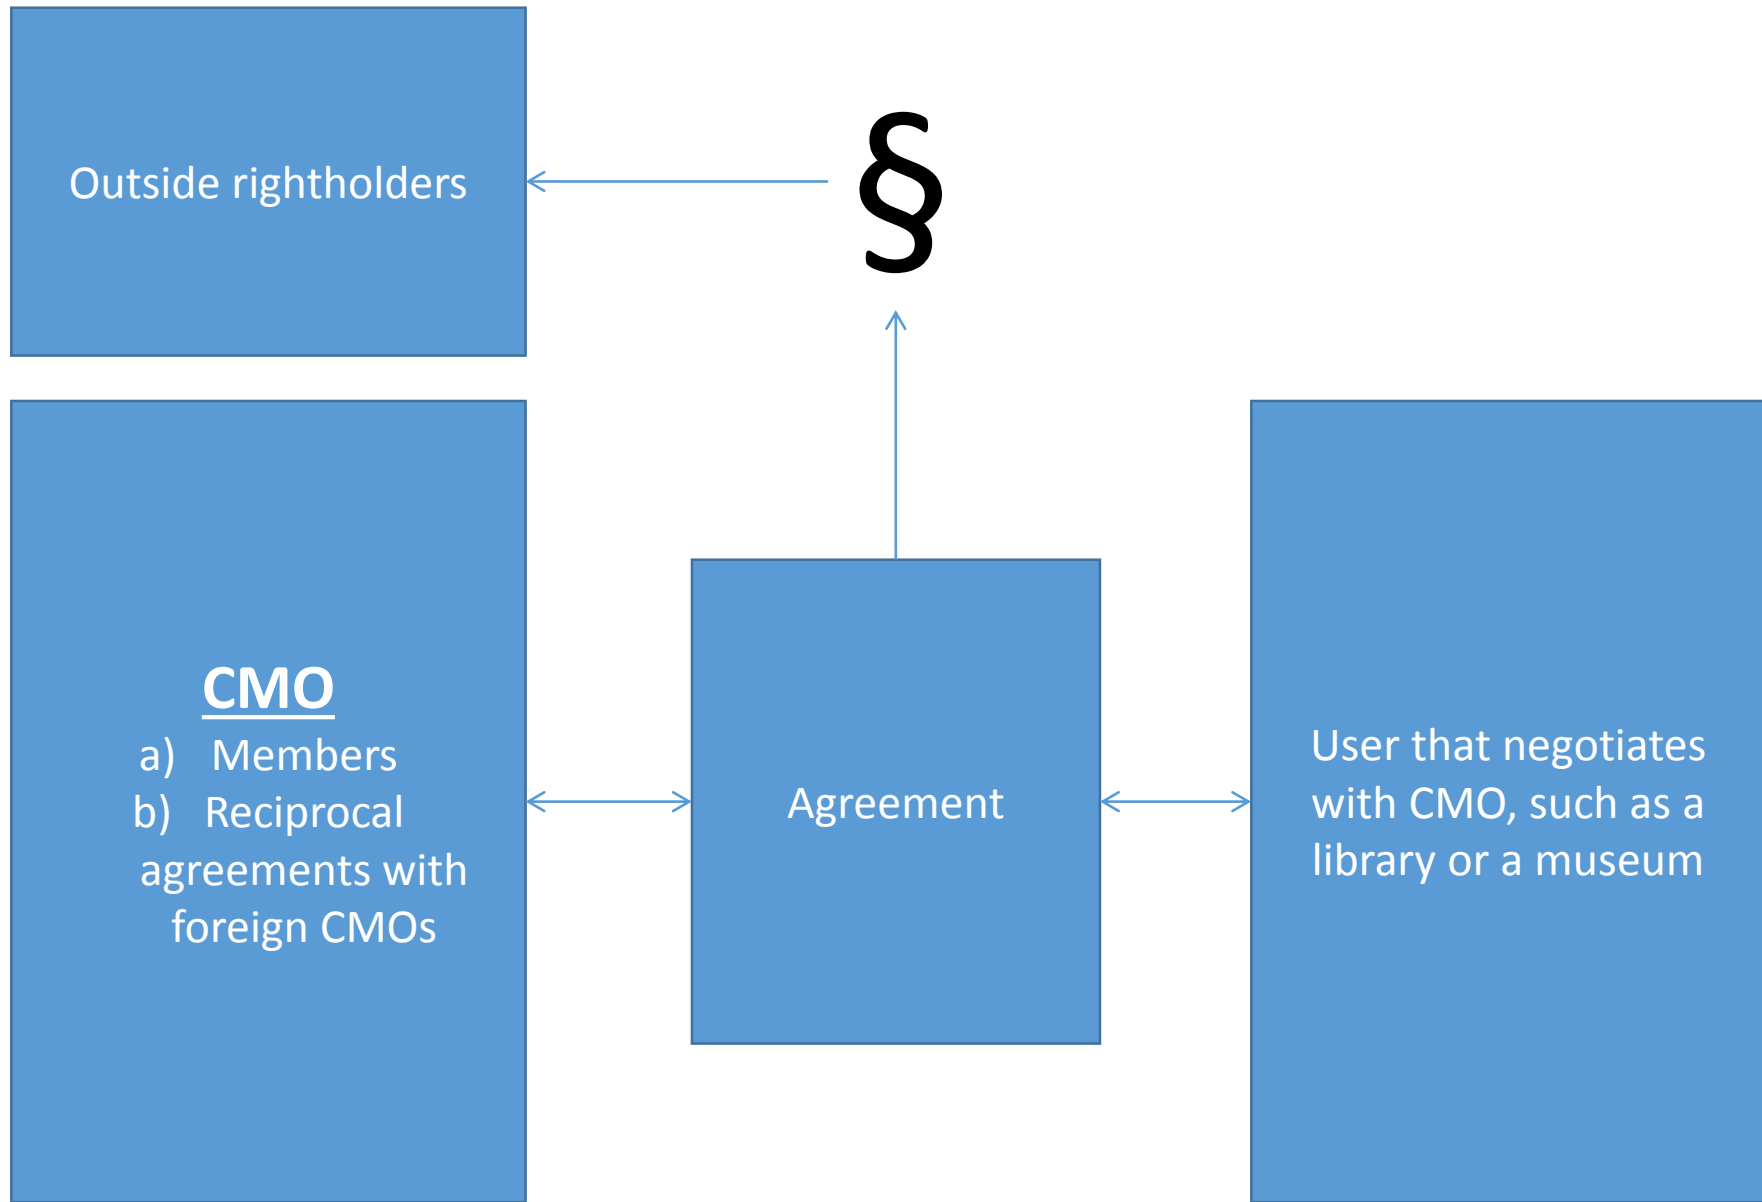 Outside rightholders
§
CMO
a) Members
b) Reciprocal
agreements with
foreign CMOs
Agreement
User that negotiates
with CMO, such as a
library or a museum